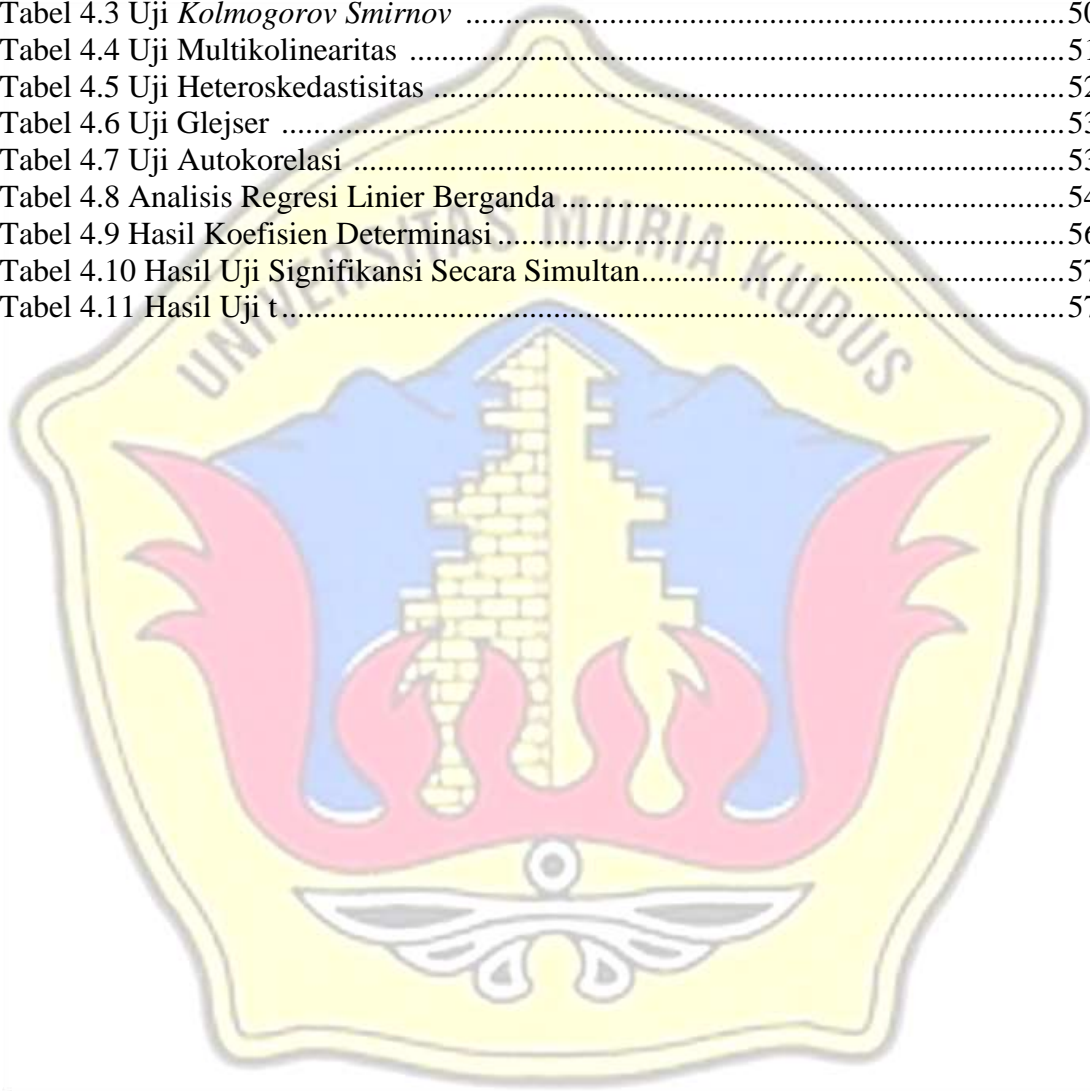 Tabel 4.3 Uji Kolmogorov Smirnov ............................................................ 50
Tabel 4.4 Uji Multikolinearitas ................................................................. 51
Tabel 4.5 Uji Heteroskedastisitas .............................................................. 52
Tabel 4.6 Uji Glejser ................................................................................ 53
Tabel 4.7 Uji Autokorelasi ........................................................................ 53
Tabel 4.8 Analisis Regresi Linier Berganda ............................................... 54
Tabel 4.9 Hasil Koefisien Determinasi ....................................................... 56
Tabel 4.10 Hasil Uji Signifikansi Secara Simultan ...................................... 57
Tabel 4.11 Hasil Uji t ................................................................................ 57
UNIVERSITAS MURIA KUDUS